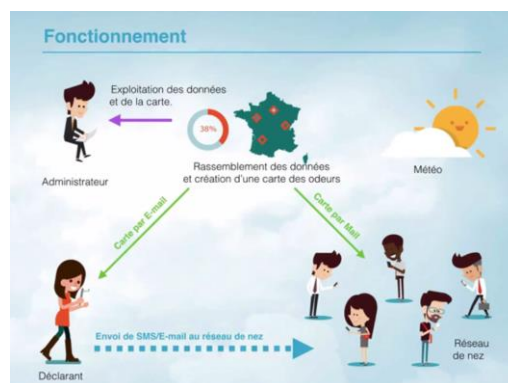 Fonctionnement
Exploitation des données
et de la carte.
38%
Rassemblement des données
et création d'une carte des odeurs
Administrateur
Météo
Carte par E-mail
Carte par Mail
Envoi de SMS/E-mail au réseau de nez
Réseau
de nez
Déclarant